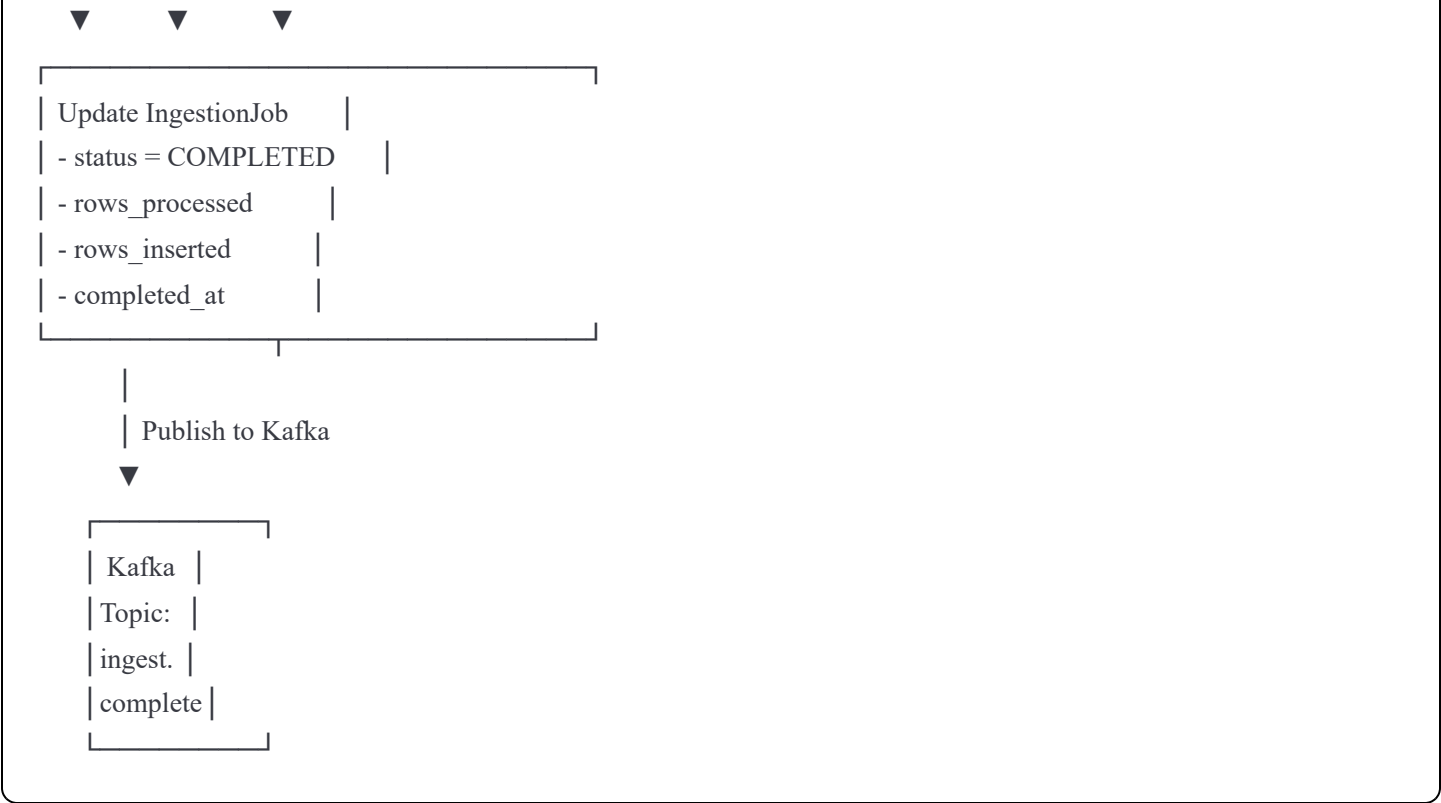 ▼ ▼ ▼
┌─────────────────────────┐
│ Update IngestionJob │
│ - status = COMPLETED │
│ - rows_processed │
│ - rows_inserted │
│ - completed_at │
└───────────┬─────────────┘
│
│ Publish to Kafka
▼
┌─────────┐
│ Kafka │
│Topic: │
│ingest. │
│complete│
└─────────┘